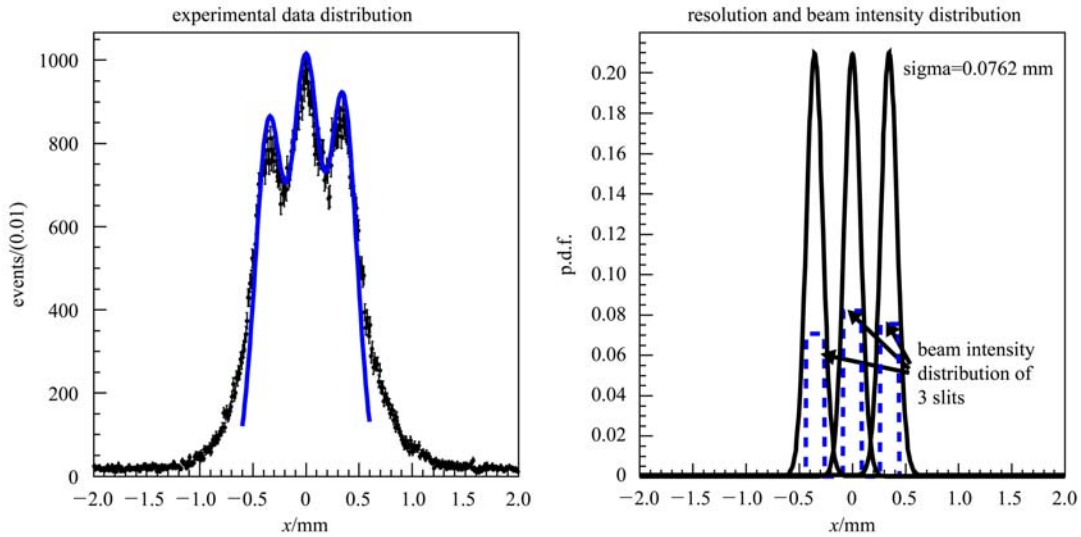 experimental data distribution
events/(0.01)
1000
800
600
400
200
0
−2.0 −1.5 −1.0 −0.5 0 0.5 1.0 1.5 2.0
x/mm
resolution and beam intensity distribution
sigma=0.0762 mm
p.d.f.
0.20
0.18
0.16
0.14
0.12
0.10
0.08
0.06
0.04
0.02
0
beam intensity
distribution of
3 slits
−2.0 −1.5 −1.0 −0.5 0 0.5 1.0 1.5 2.0
x/mm